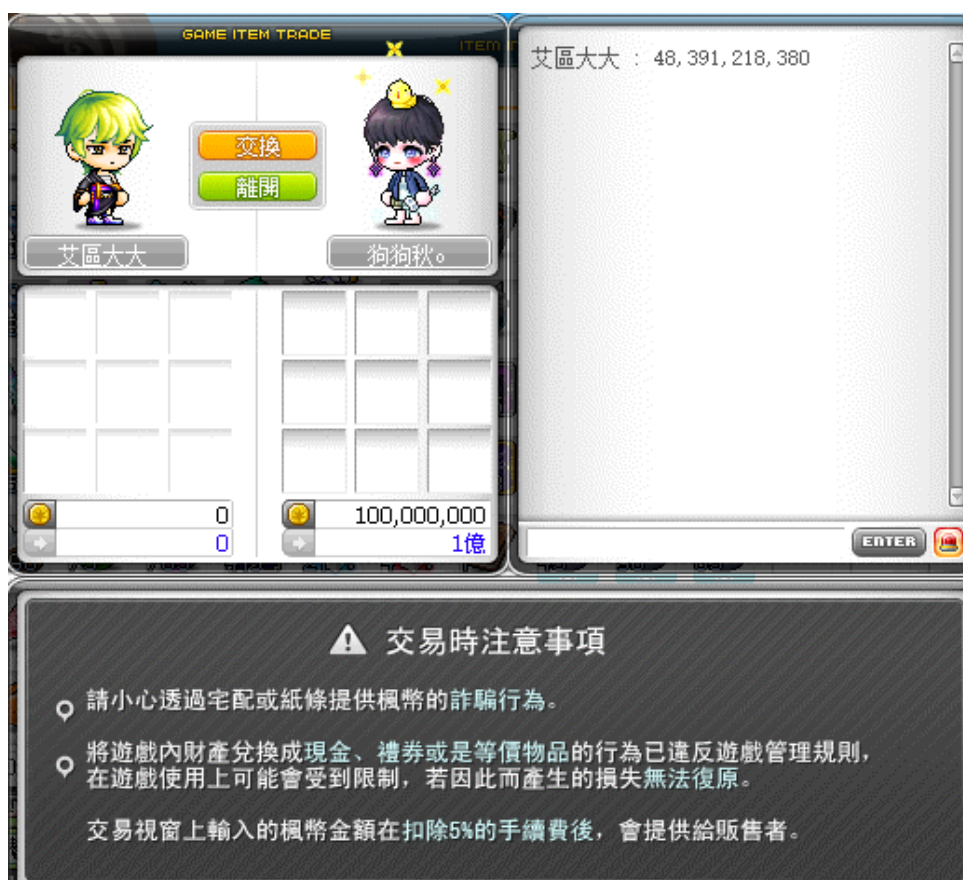 GAME ITEM TRADE
交換
離開
艾區大大
狗狗秋。
0
0
100,000,000
1億
艾區大大 : 48,391,218,380
ENTER
交易時注意事項
請小心透過宅配或紙條提供楓幣的詐騙行為。
將遊戲內財產兌換成現金、禮券或是等價物品的行為已違反遊戲管理規則,
在遊戲使用上可能會受到限制, 若因此而產生的損失無法復原。
交易視窗上輸入的楓幣金額在扣除5%的手續費後, 會提供給販售者。